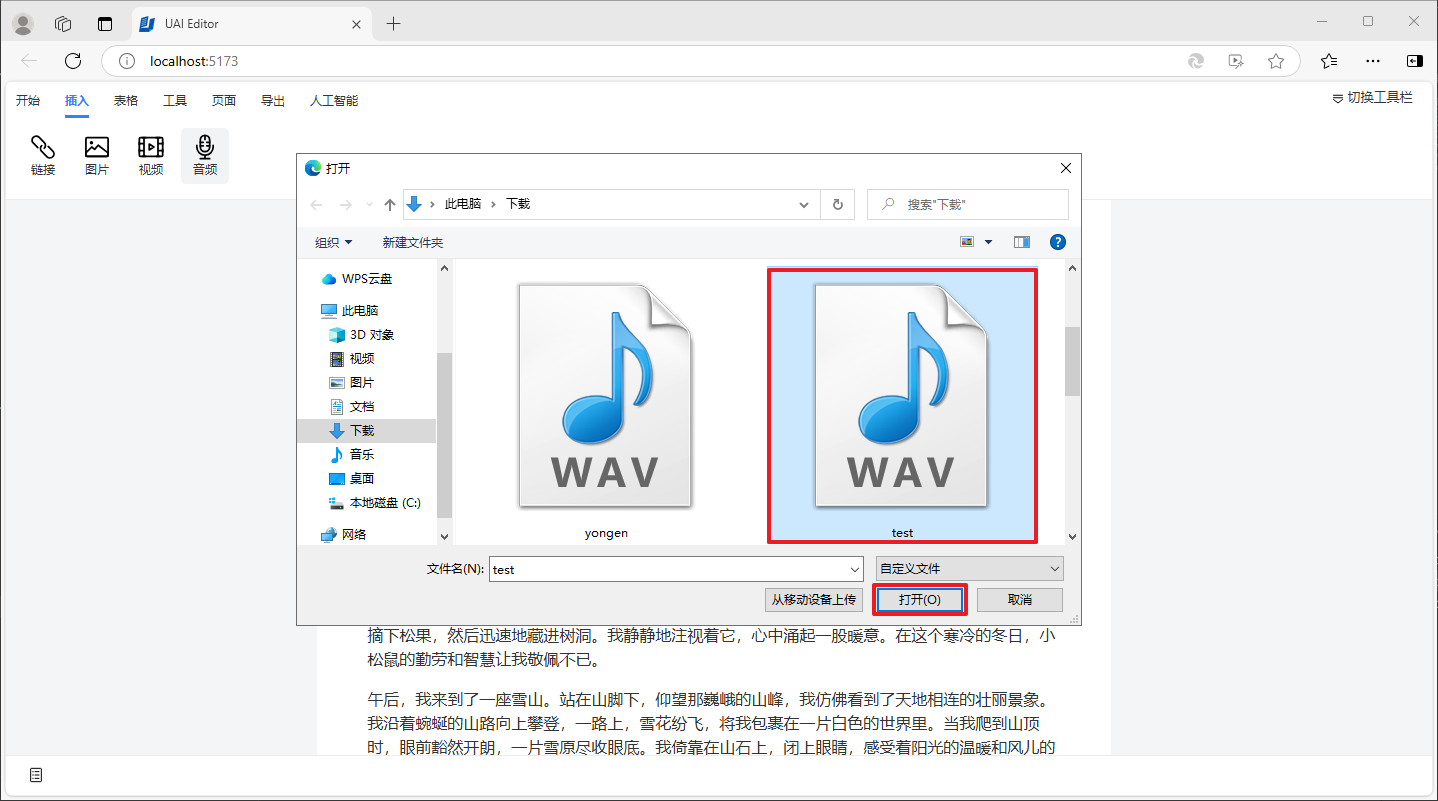 UAI Editor
localhost:5173
开始 插入 表格 工具 页面 导出 人工智能 切换工具栏
链接 图片 视频 音频
打开
此电脑 下载 搜索"下载"
组织 新建文件夹
WPS云盘
此电脑
3D 对象
视频
图片
文档
下载
音乐
桌面
本地磁盘 (C:)
网络
WAV
yongen
WAV
test
文件名(N): test 自定义文件
从移动设备上传 打开(O) 取消
摘下松果，然后迅速地藏进树洞。我静静地注视着它，心中涌起一股暖意。在这个寒冷的冬日，小
松鼠的勤劳和智慧让我敬佩不已。
午后，我来到了一座雪山。站在山脚下，仰望那巍峨的山峰，我仿佛看到了天地相连的壮丽景象。
我沿着蜿蜒的山路向上攀登，一路上，雪花纷飞，将我包裹在一片白色的世界里。当我爬到山顶
时，眼前豁然开朗，一片雪原尽收眼底。我倚靠在山石上，闭上眼睛，感受着阳光的温暖和风儿的